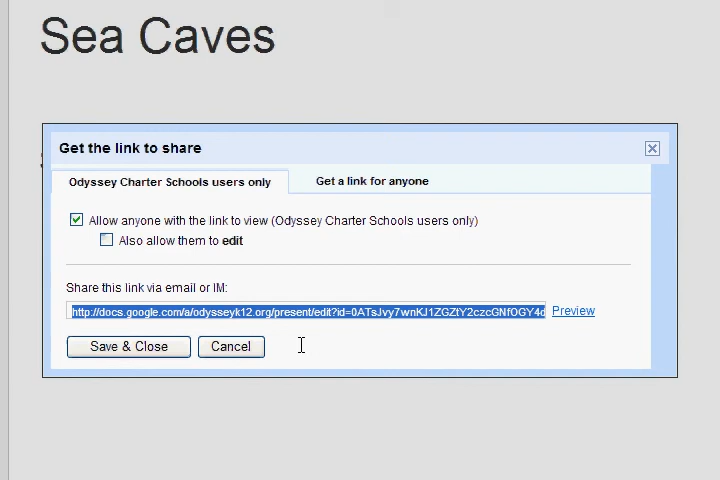 Sea Caves
Get the link to share
Odyssey Charter Schools users only
Get a link for anyone
Allow anyone with the link to view (Odyssey Charter Schools users only)
Also allow them to edit
Share this link via email or IM:
http://docs.google.com/a/odysseyk12.org/present/edit?id=0ATsJvy7wnKJ1ZGZtY2czcGNfOGY4d
Preview
Save & Close
Cancel